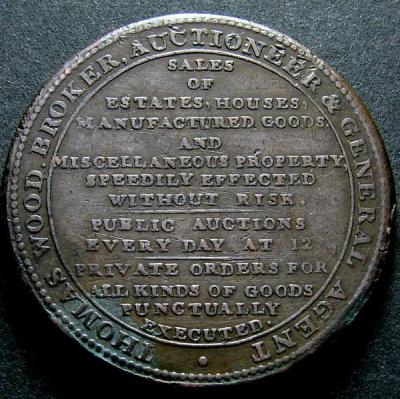 THOMAS WOOD. BROKER, AUCTIONEER & GENERAL AGENT
SALES
OF
ESTATES, HOUSES,
MANUFACTURED GOODS
AND
MISCELLANEOUS PROPERTY
SPEEDILY EFFECTED
WITHOUT RISK.
PUBLIC AUCTIONS
EVERY DAY AT 12
PRIVATE ORDERS FOR
ALL KINDS OF GOODS
PUNCTUALLY
EXECUTED.